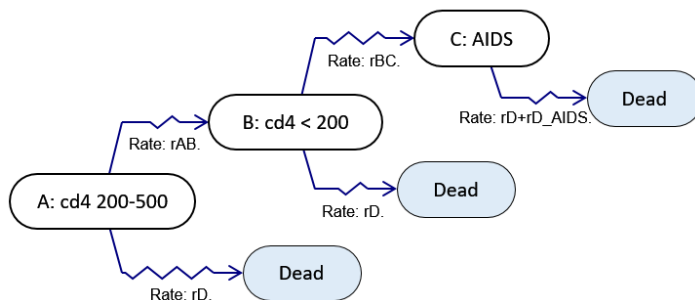 C: AIDS
Rate: rBC.
Dead
Rate: rD+rD_AIDS.
B: cd4 < 200
Rate: rAB.
Dead
Rate: rD.
A: cd4 200-500
Dead
Rate: rD.